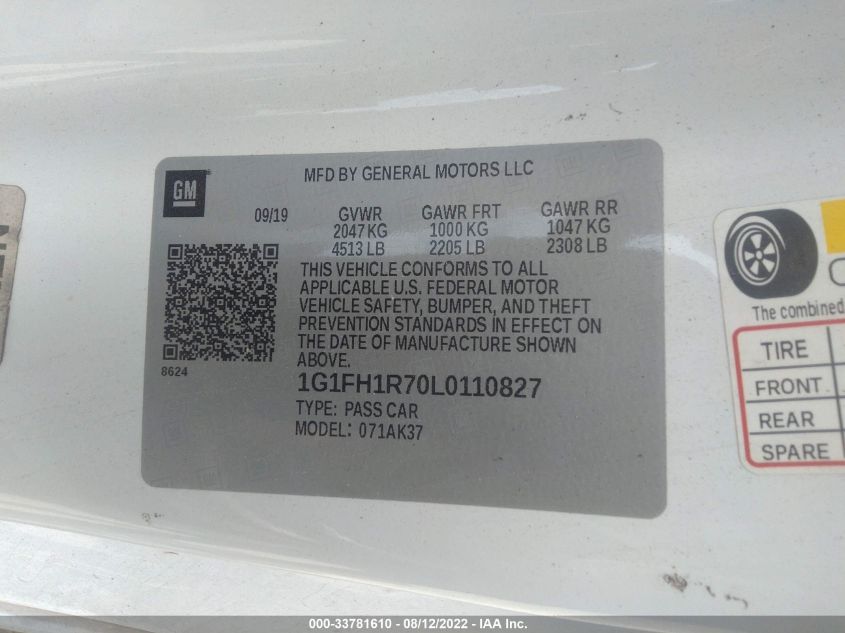 GM
MFD BY GENERAL MOTORS LLC
09/19 GVWR GAWR FRT GAWR RR
2047 KG 1000 KG 1047 KG
4513 LB 2205 LB 2308 LB
THIS VEHICLE CONFORMS TO ALL
APPLICABLE U.S. FEDERAL MOTOR
VEHICLE SAFETY, BUMPER, AND THEFT
PREVENTION STANDARDS IN EFFECT ON
THE DATE OF MANUFACTURE SHOWN
ABOVE.
8624
1G1FH1R70L0110827
TYPE: PASS CAR
MODEL: 071AK37
The combined
TIRE
FRONT
REAR
SPARE
000-33781610 - 08/12/2022 - IAA Inc.